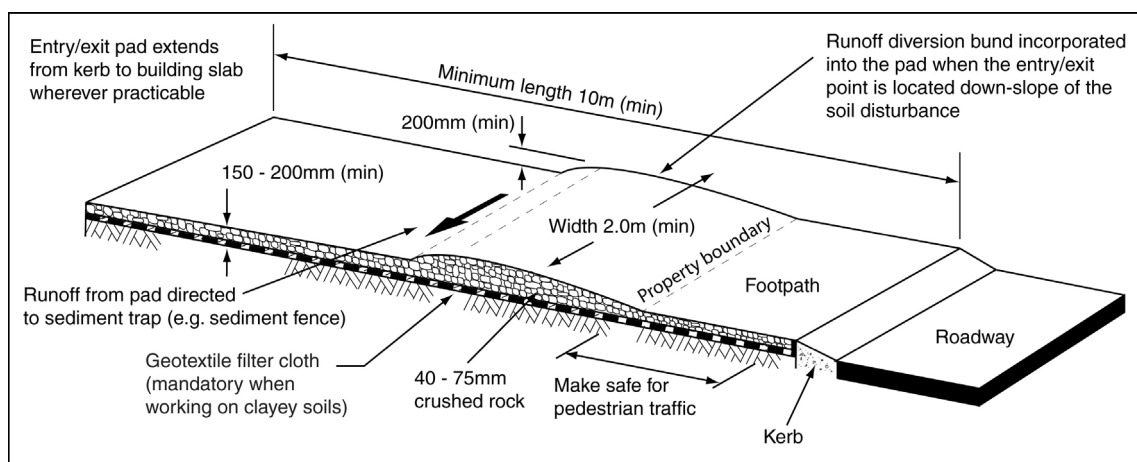 Entry/exit pad extends
from kerb to building slab
wherever practicable
Minimum length 10m (min)
Runoff diversion bund incorporated
into the pad when the entry/exit
point is located down-slope of the
soil disturbance
200mm (min)
150 - 200mm (min)
Width 2.0m (min)
Property boundary
Footpath
Roadway
Runoff from pad directed
to sediment trap (e.g. sediment fence)
Geotextile filter cloth
(mandatory when
working on clayey soils)
40 - 75mm
crushed rock
Make safe for
pedestrian traffic
Kerb